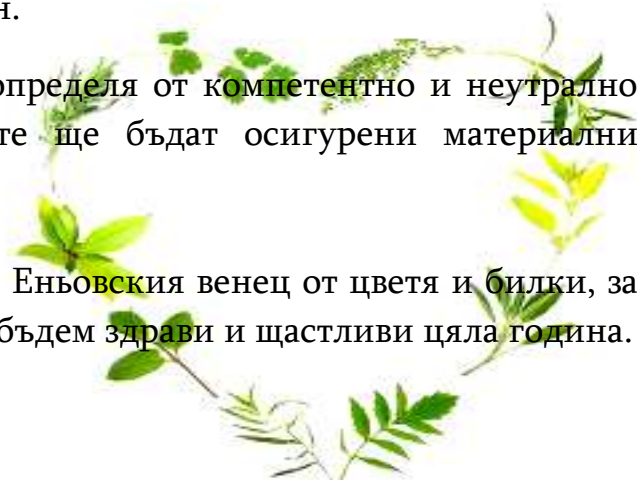 н.
определя от компетентно и неутрално
те ще бъдат осигурени материални
Еньовския венец от цветя и билки, за
бъдем здрави и щастливи цяла година.